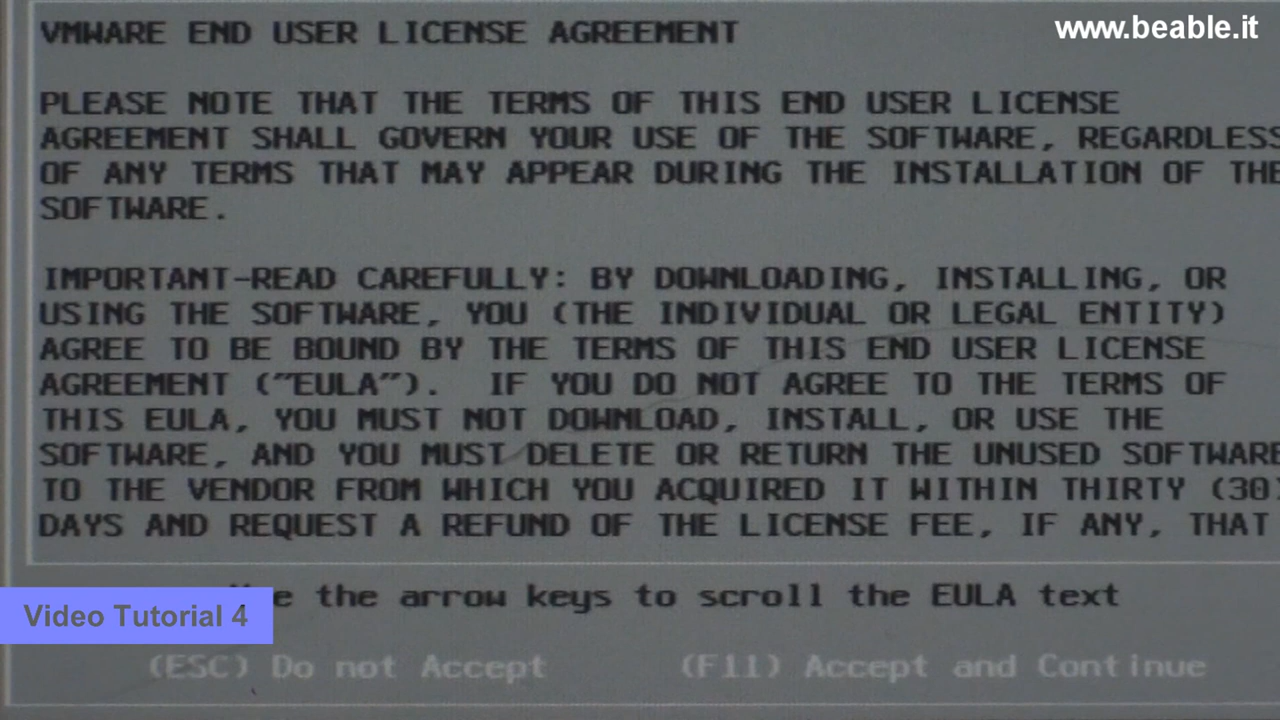 www.beable.it
VMWARE END USER LICENSE AGREEMENT
PLEASE NOTE THAT THE TERMS OF THIS END USER LICENSE
AGREEMENT SHALL GOVERN YOUR USE OF THE SOFTWARE, REGARDLESS
OF ANY TERMS THAT MAY APPEAR DURING THE INSTALLATION OF THE
SOFTWARE.
IMPORTANT-READ CAREFULLY: BY DOWNLOADING, INSTALLING, OR
USING THE SOFTWARE, YOU (THE INDIVIDUAL OR LEGAL ENTITY)
AGREE TO BE BOUND BY THE TERMS OF THIS END USER LICENSE
AGREEMENT ("EULA"). IF YOU DO NOT AGREE TO THE TERMS OF
THIS EULA, YOU MUST NOT DOWNLOAD, INSTALL, OR USE THE
SOFTWARE, AND YOU MUST DELETE OR RETURN THE UNUSED SOFTWARE
TO THE VENDOR FROM WHICH YOU ACQUIRED IT WITHIN THIRTY (30)
DAYS AND REQUEST A REFUND OF THE LICENSE FEE, IF ANY, THAT
Use the arrow keys to scroll the EULA text
Video Tutorial 4
(ESC) Do not Accept (F11) Accept and Continue